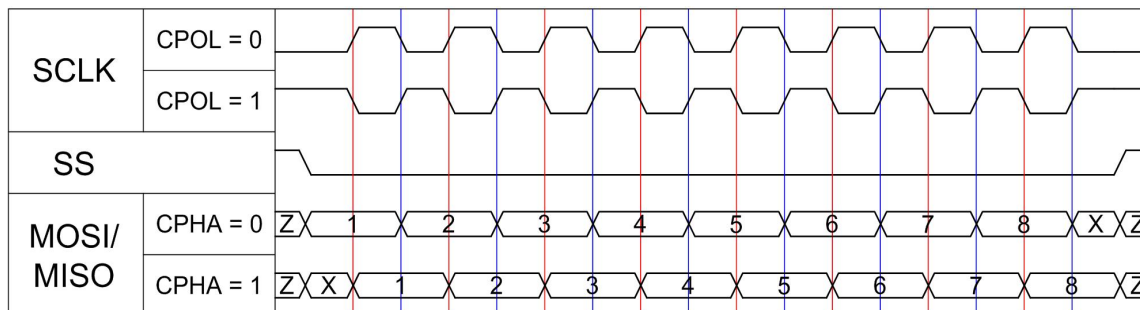 SCLK
CPOL = 0
CPOL = 1
SS
MOSI/
MISO
CPHA = 0
Z 1 2 3 4 5 6 7 8 X Z
CPHA = 1
Z X 1 2 3 4 5 6 7 8 Z